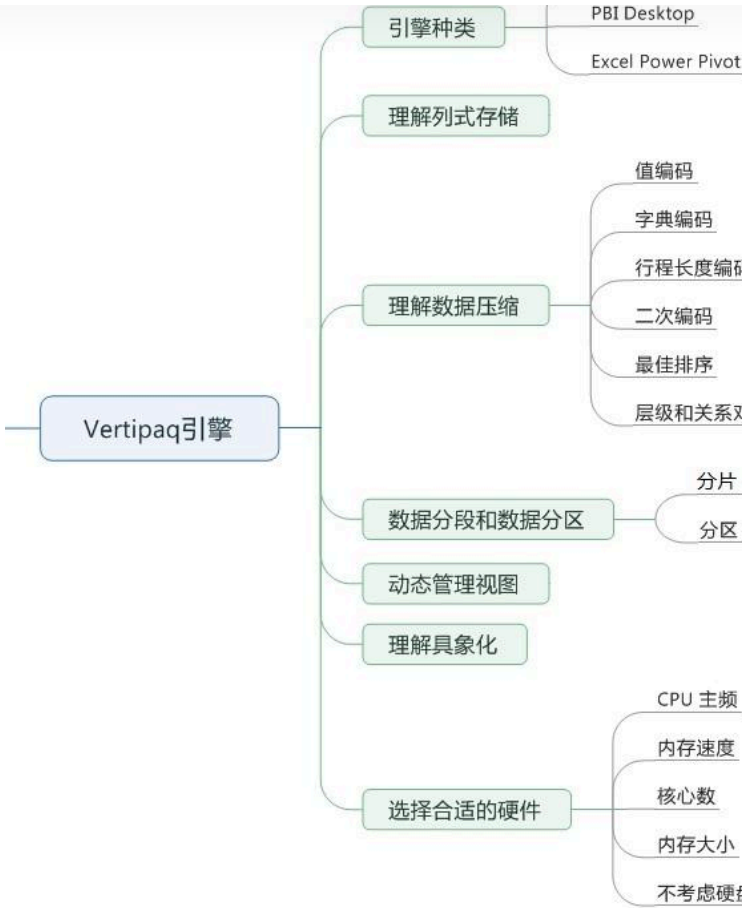 PBI Desktop
引擎种类
Excel Power Pivot
理解列式存储
值编码
字典编码
行程长度编码
理解数据压缩
二次编码
最佳排序
层级和关系
Vertipaq引擎
分片
数据分段和数据分区
分区
动态管理视图
理解具象化
CPU 主频
内存速度
核心数
选择合适的硬件
内存大小
不考虑硬